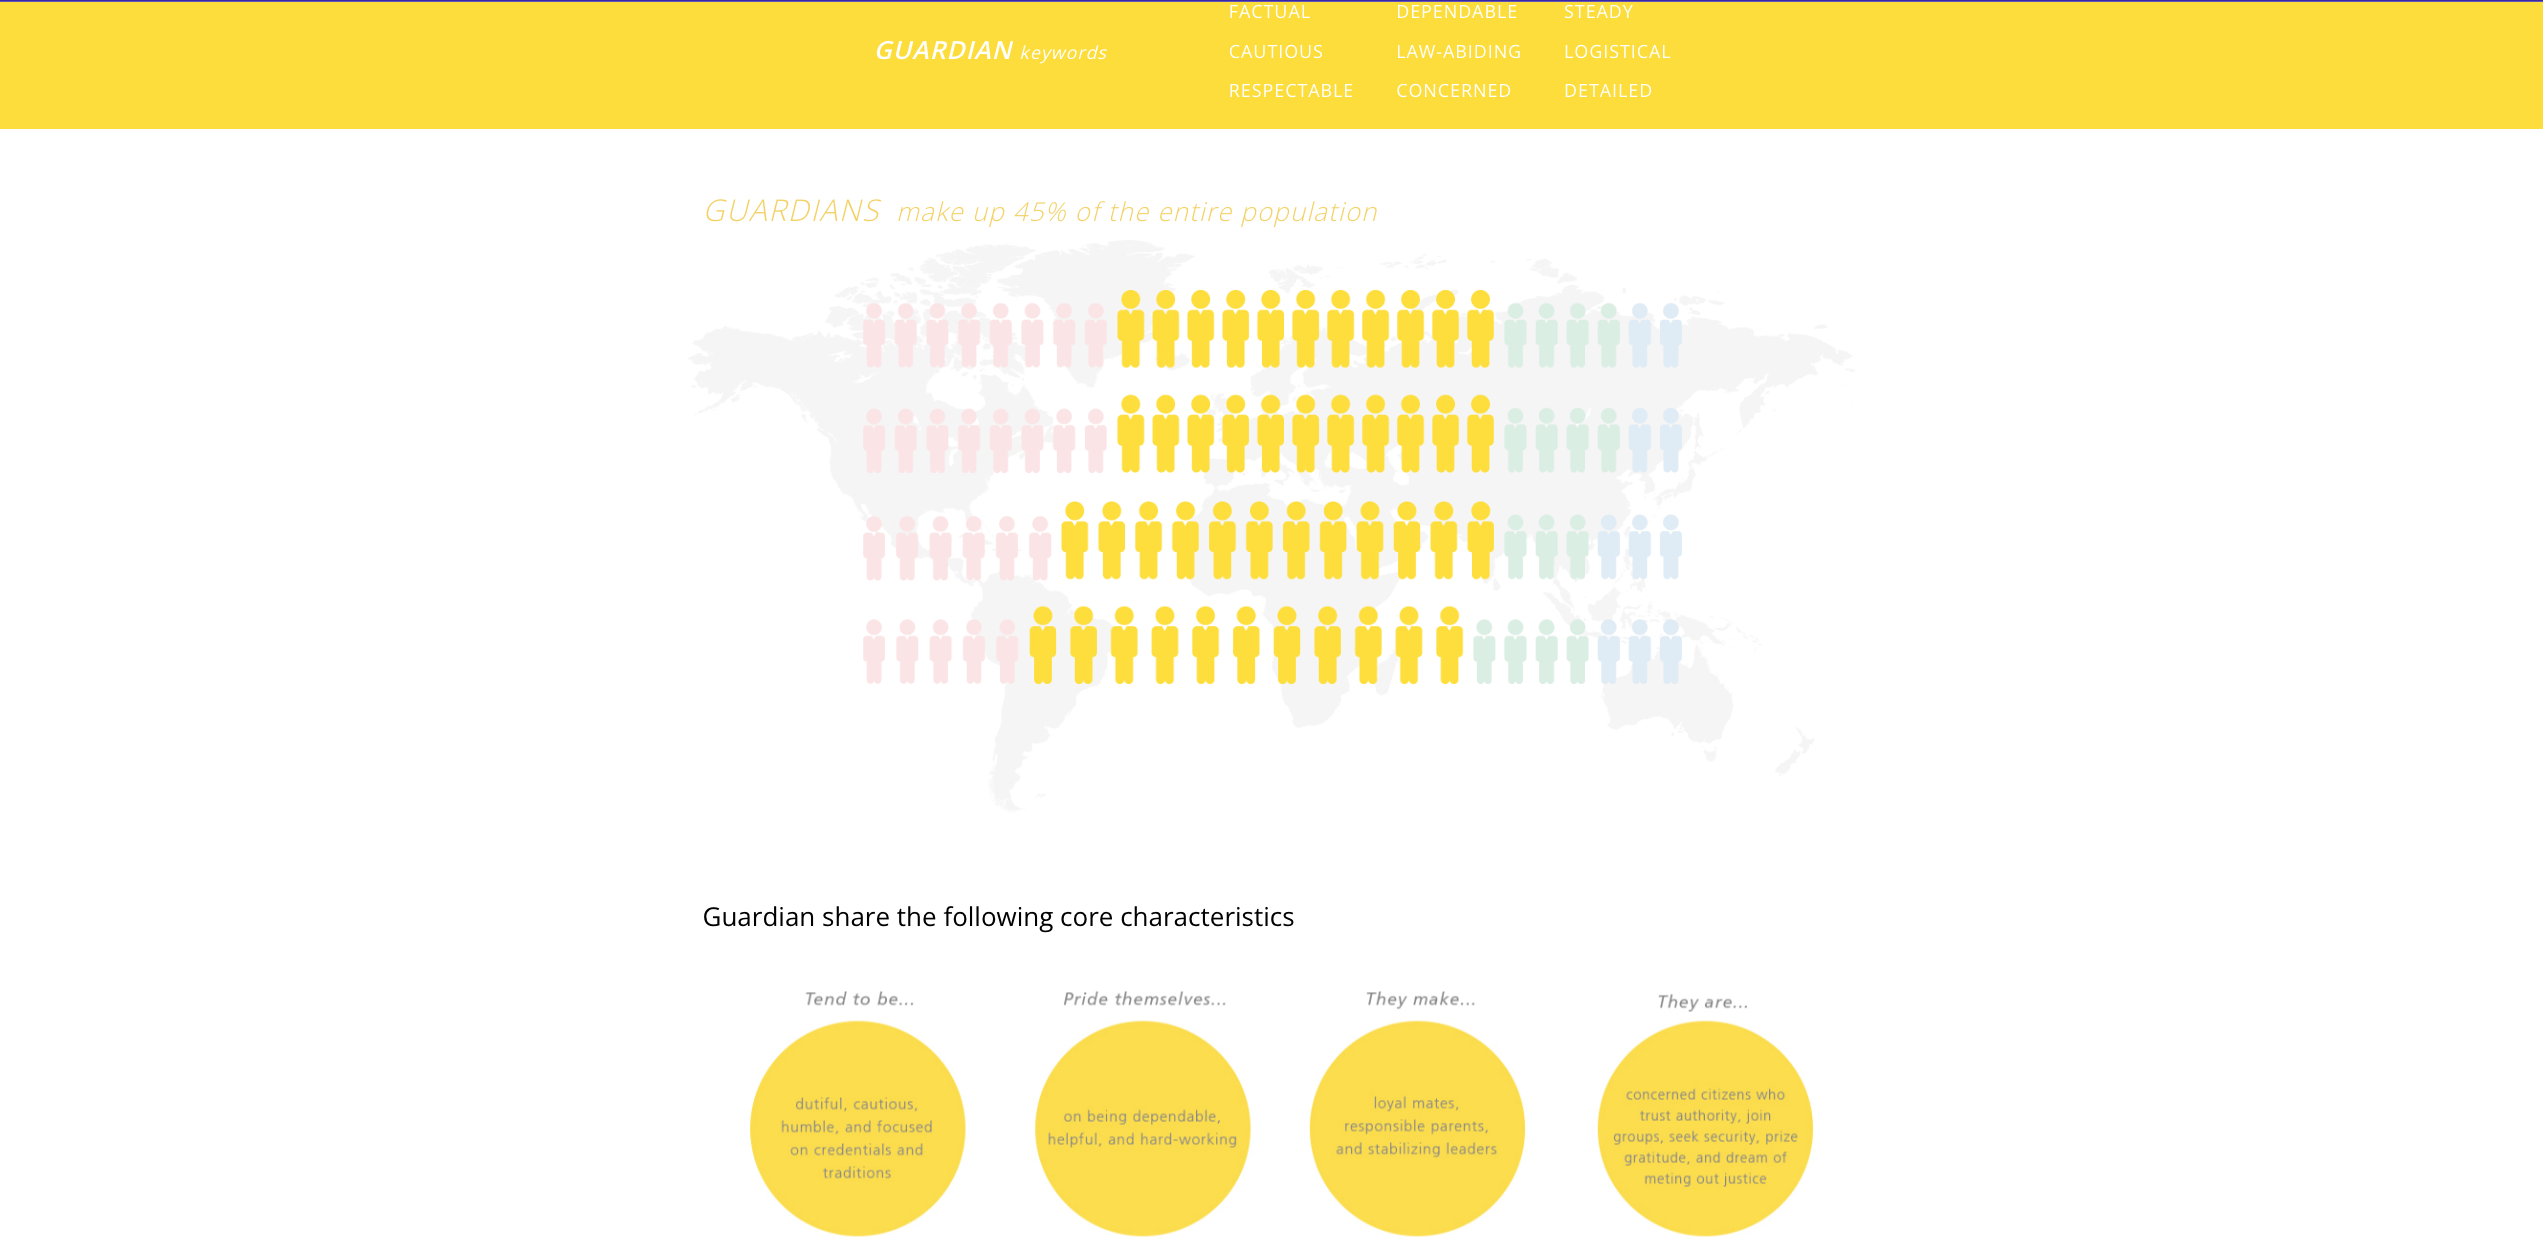 FACTUAL DEPENDABLE STEADY
GUARDIAN keywords CAUTIOUS LAW-ABIDING LOGISTICAL
RESPECTABLE CONCERNED DETAILED
GUARDIANS make up 45% of the entire population
Guardian share the following core characteristics
Tend to be...
dutiful, cautious,
humble, and focused
on credentials and
traditions
Pride themselves...
on being dependable,
helpful, and hard-working
They make...
loyal mates,
responsible parents,
and stabilizing leaders
They are...
concerned citizens who
trust authority, join
groups, seek security, prize
gratitude, and dream of
meting out justice